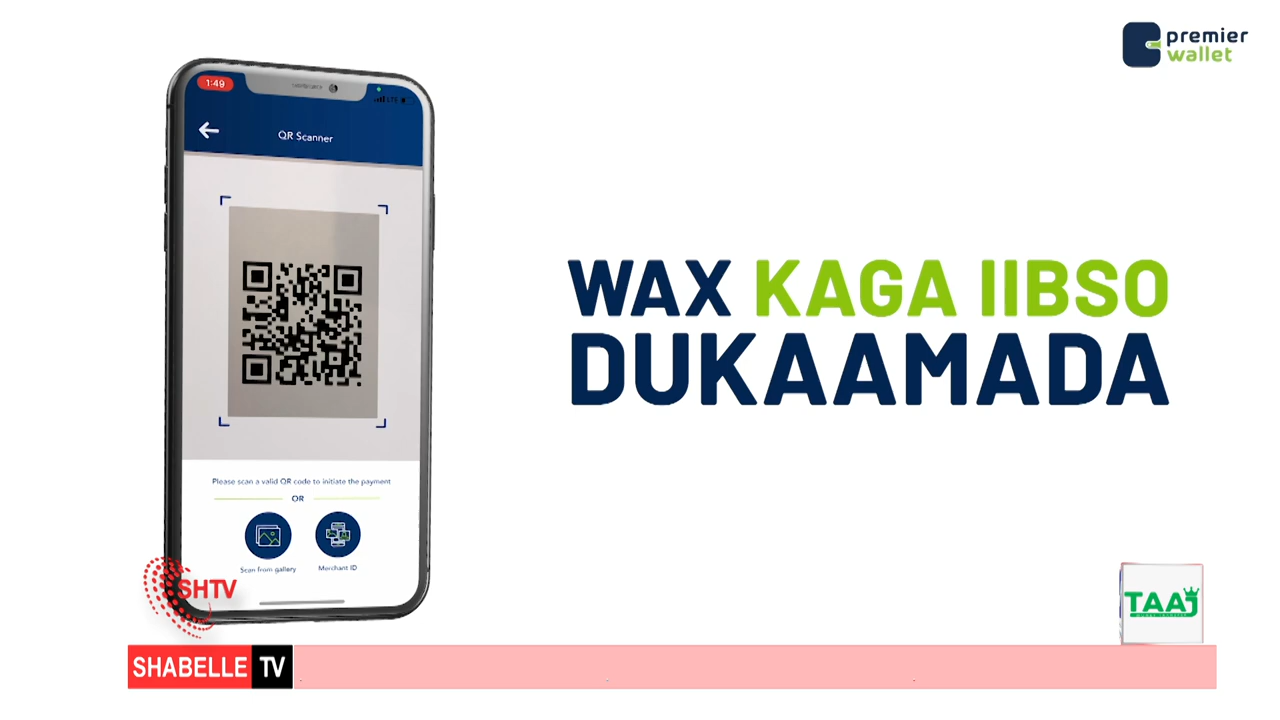 premier
wallet
1:49
LTE
QR Scanner
WAX KAGA IIBSO
DUKAAMADA
Please scan a valid QR code to initiate the payment
OR
Scan from gallery
Merchant ID
SHTV
TAAJ
SHABELLE TV